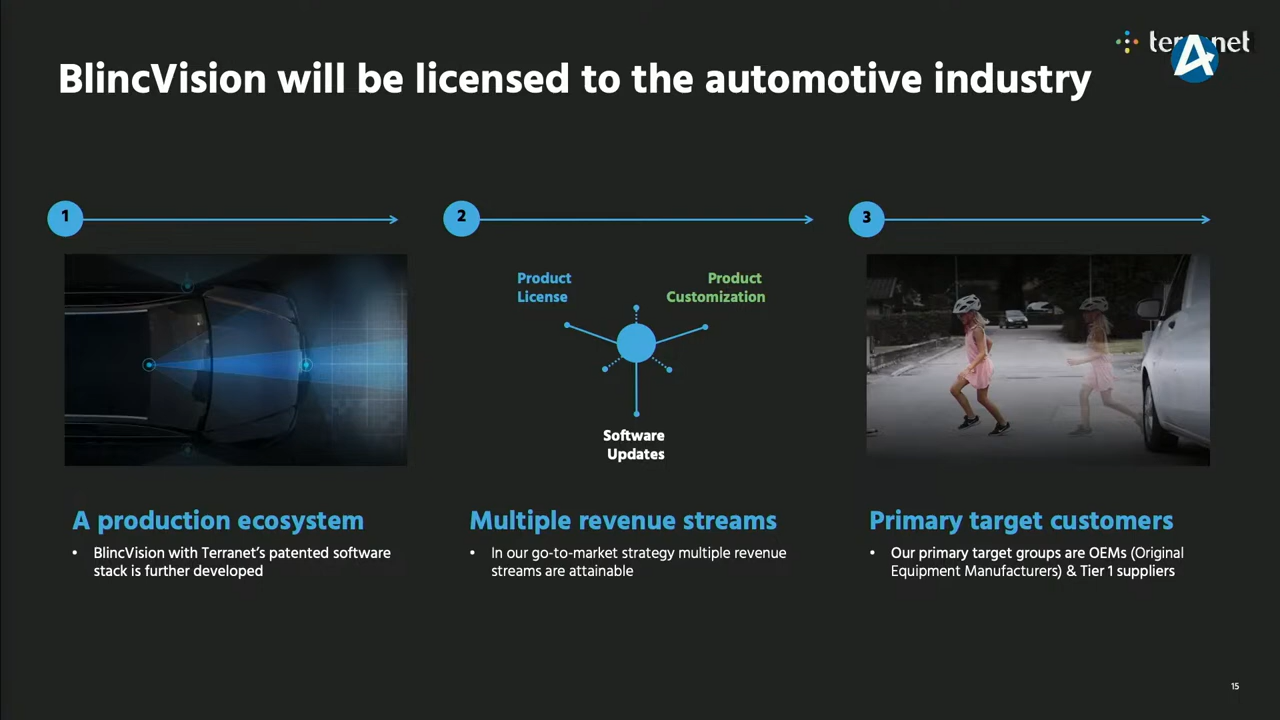 terranet
BlincVision will be licensed to the automotive industry
1
2
3
Product
License
Product
Customization
Software
Updates
A production ecosystem
• BlincVision with Terranet's patented software
stack is further developed
Multiple revenue streams
• In our go-to-market strategy multiple revenue
streams are attainable
Primary target customers
• Our primary target groups are OEMs (Original
Equipment Manufacturers) & Tier 1 suppliers
15